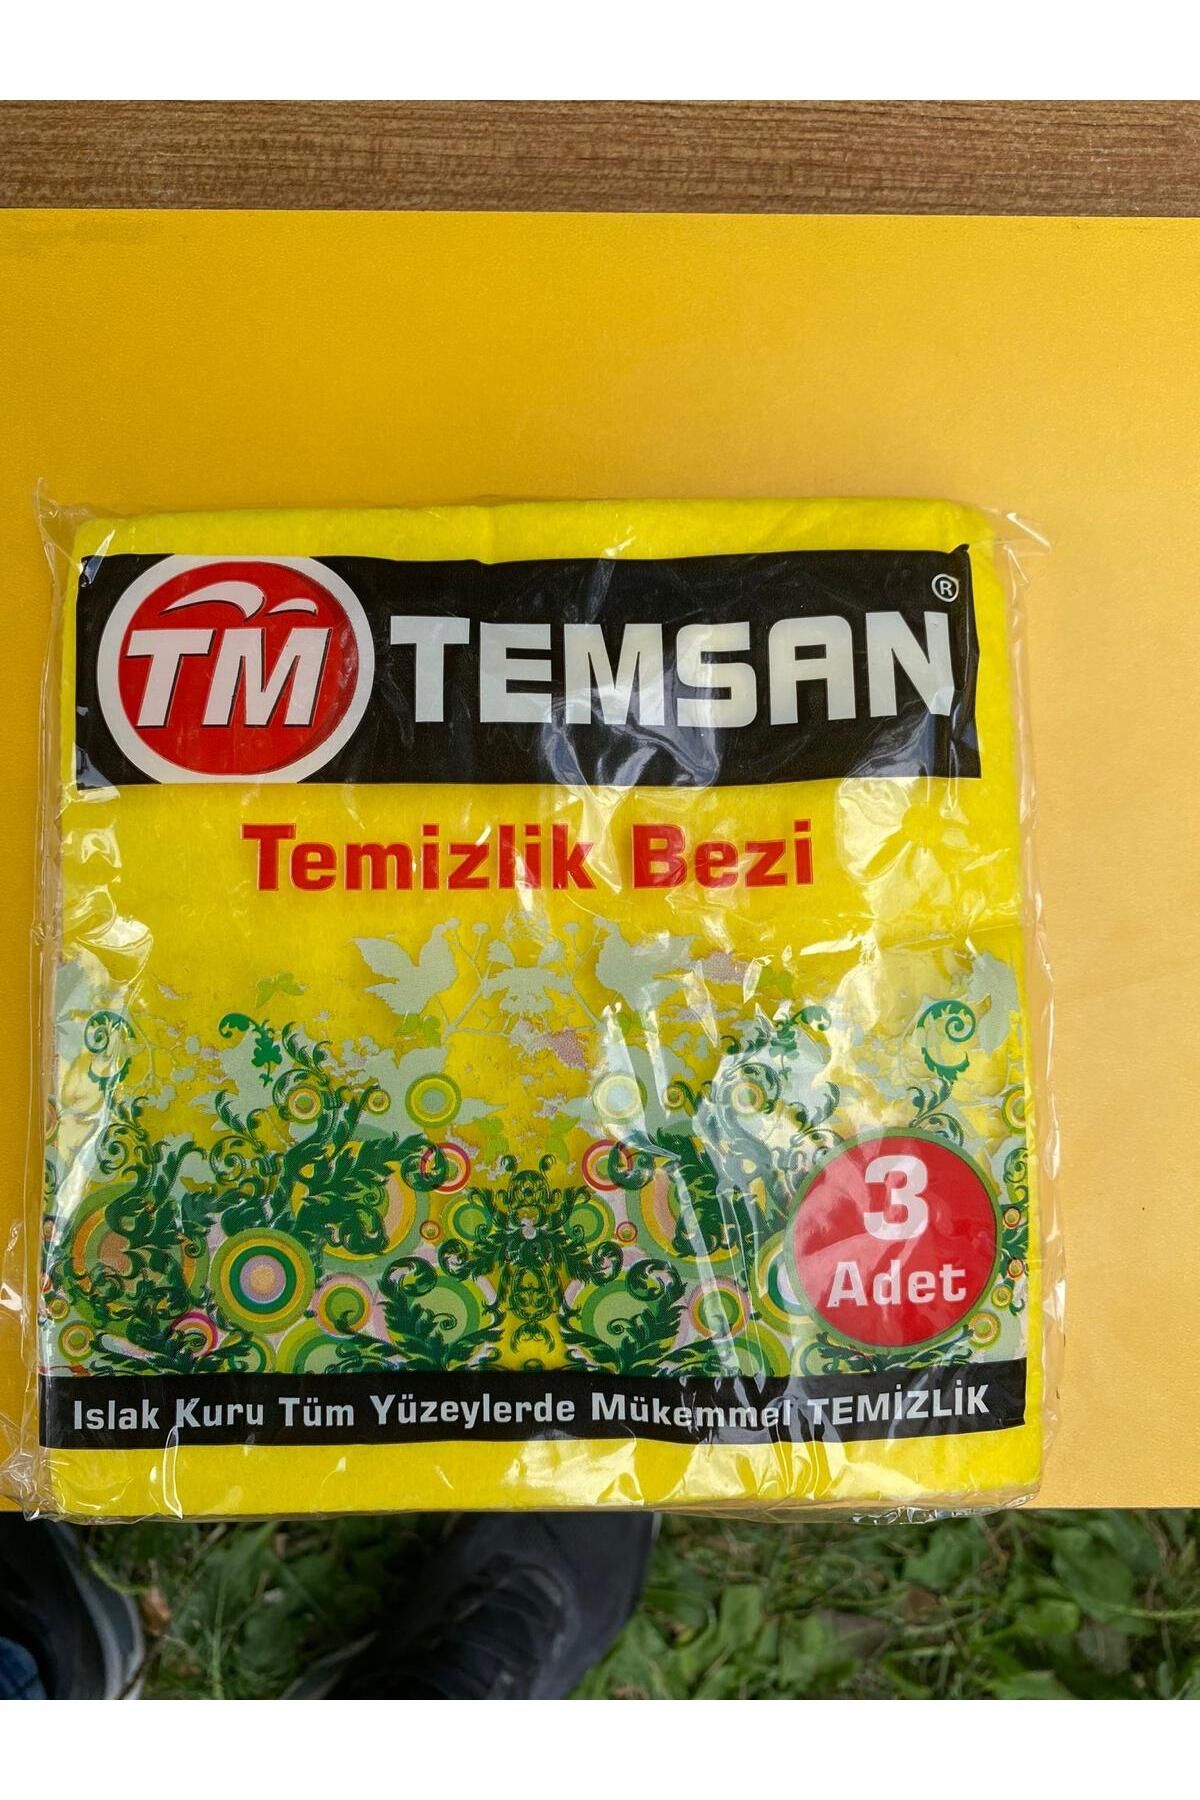 TM TEMSAN®
Temizlik Bezi
3
Adet
Islak Kuru Tüm Yüzeylerde Mükemmel TEMİZLİK